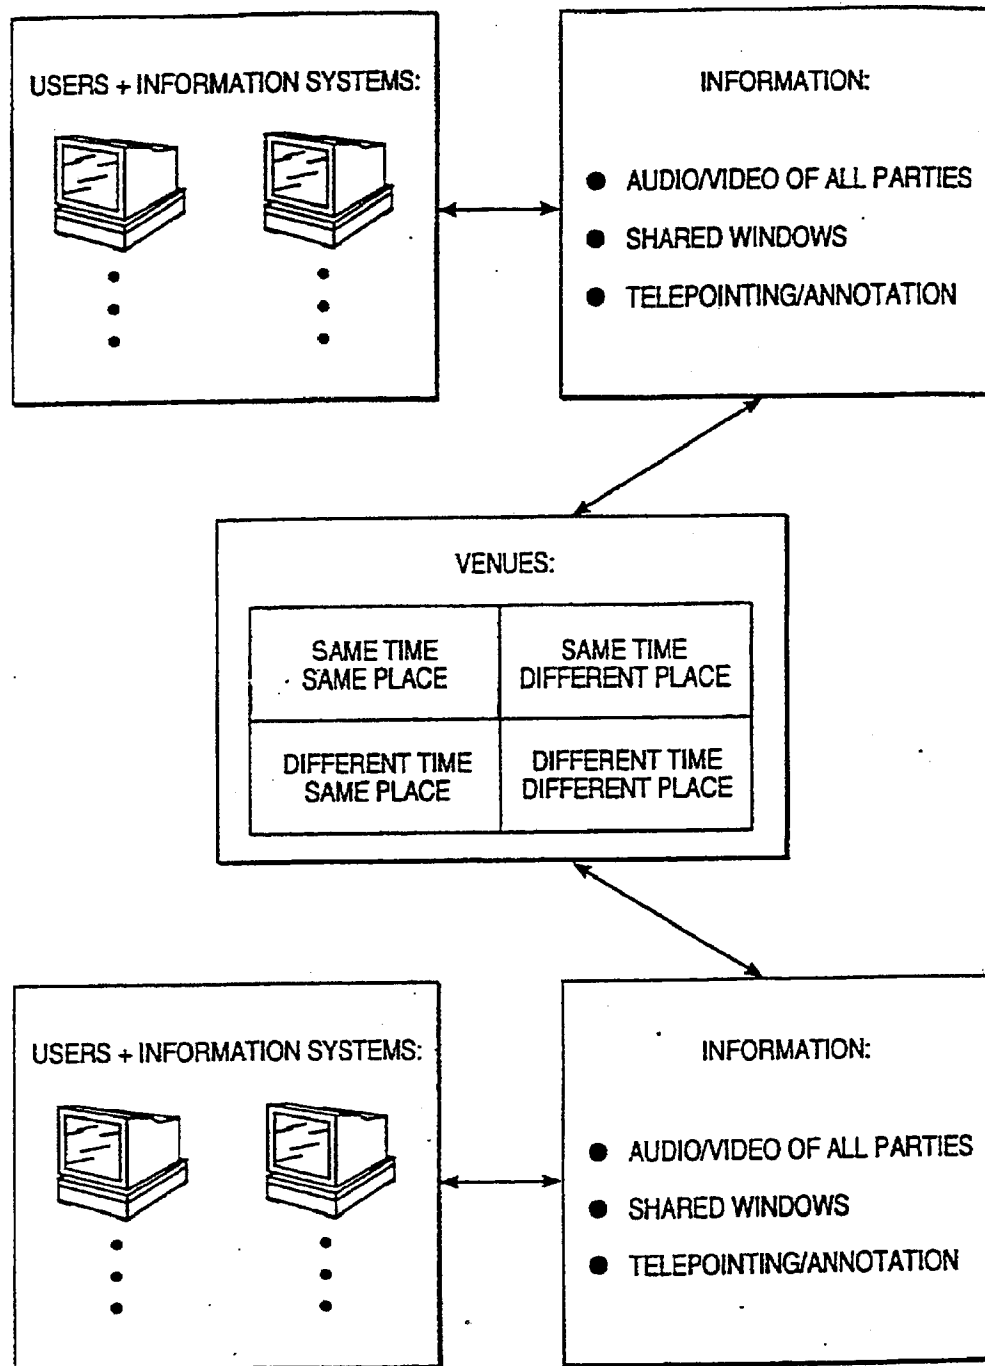 USERS + INFORMATION SYSTEMS:
INFORMATION:
● AUDIO/VIDEO OF ALL PARTIES
● SHARED WINDOWS
● TELEPOINTING/ANNOTATION
VENUES:
SAME TIME
SAME PLACE
SAME TIME
DIFFERENT PLACE
DIFFERENT TIME
SAME PLACE
DIFFERENT TIME
DIFFERENT PLACE
USERS + INFORMATION SYSTEMS:
INFORMATION:
● AUDIO/VIDEO OF ALL PARTIES
● SHARED WINDOWS
● TELEPOINTING/ANNOTATION